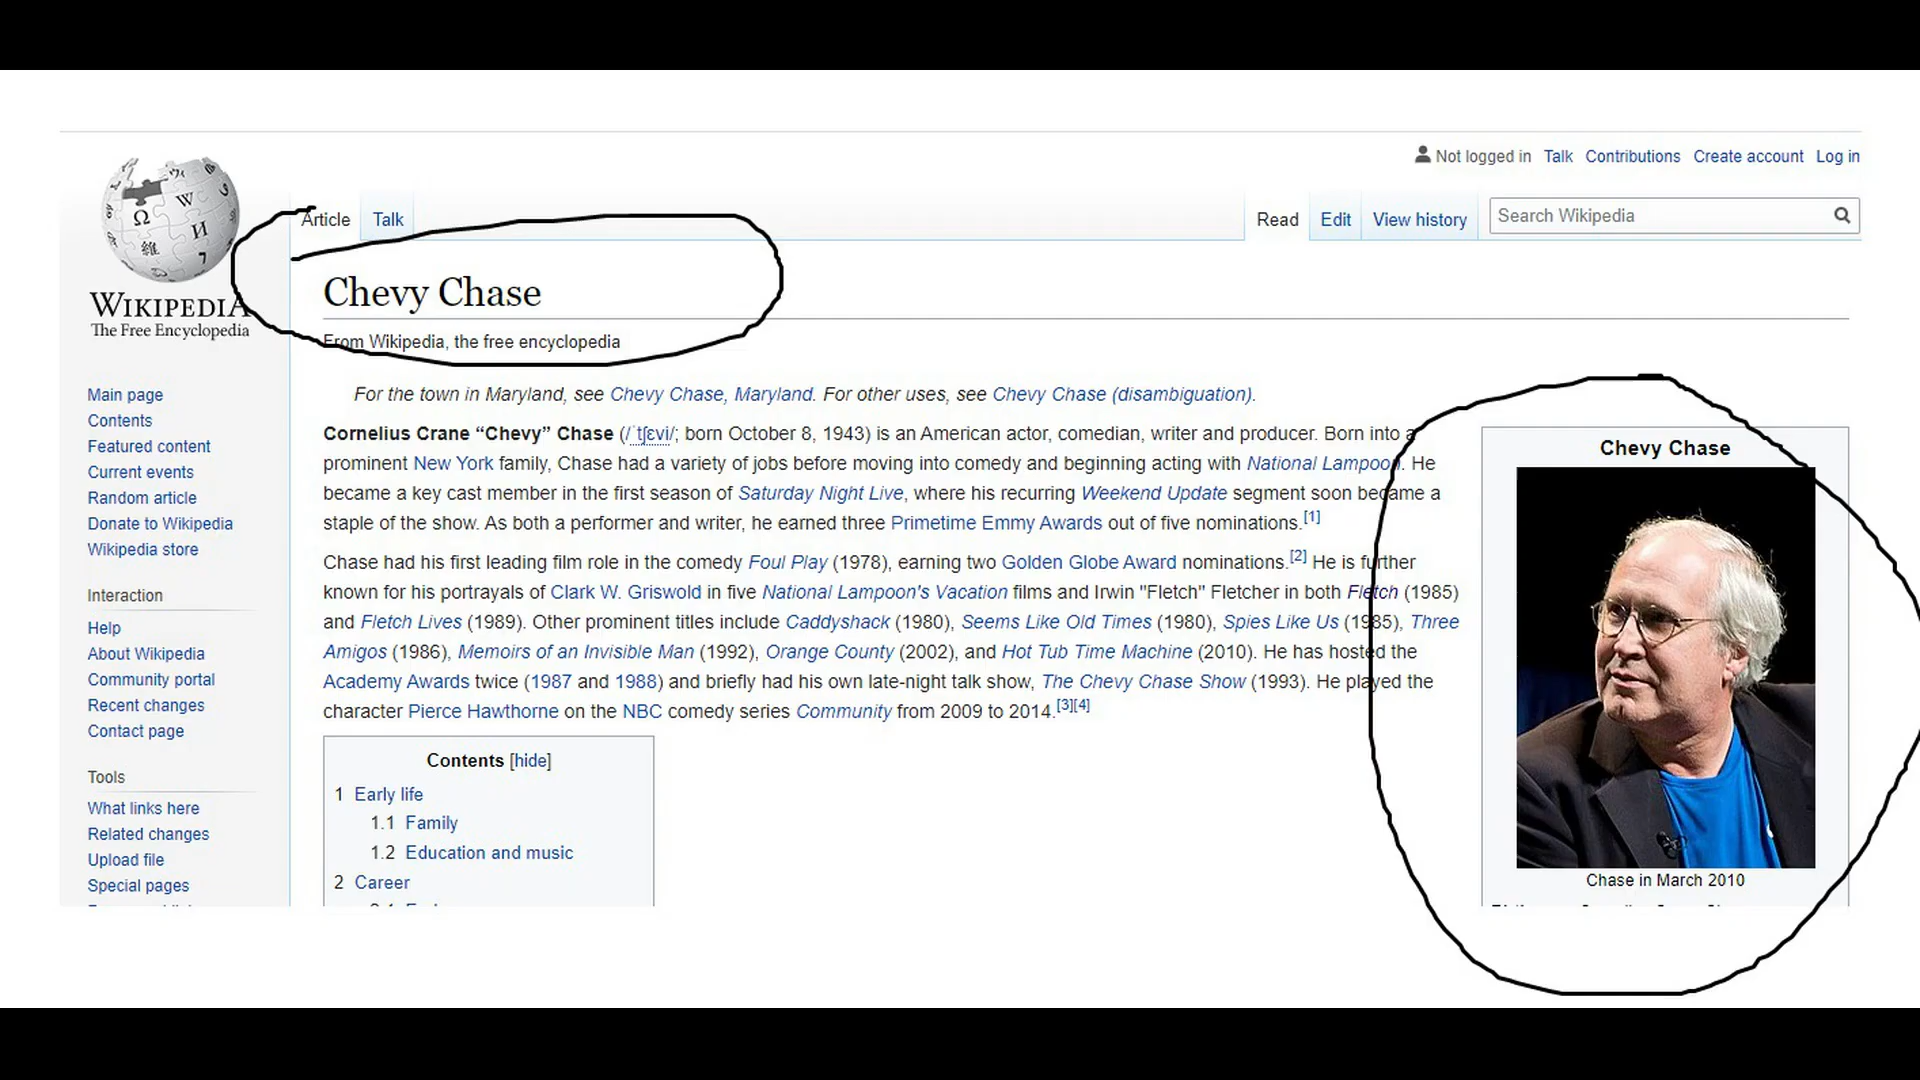 Not logged in Talk Contributions Create account Log in
Article Talk Read Edit View history Search Wikipedia
WIKIPEDIA
The Free Encyclopedia
Main page
Contents
Featured content
Current events
Random article
Donate to Wikipedia
Wikipedia store
Interaction
Help
About Wikipedia
Community portal
Recent changes
Contact page
Tools
What links here
Related changes
Upload file
Special pages
Chevy Chase
From Wikipedia, the free encyclopedia
For the town in Maryland, see Chevy Chase, Maryland. For other uses, see Chevy Chase (disambiguation).
Cornelius Crane “Chevy” Chase (/ˈtʃɛvi/; born October 8, 1943) is an American actor, comedian, writer and producer. Born into a
prominent New York family, Chase had a variety of jobs before moving into comedy and beginning acting with National Lampoon. He
became a key cast member in the first season of Saturday Night Live, where his recurring Weekend Update segment soon became a
staple of the show. As both a performer and writer, he earned three Primetime Emmy Awards out of five nominations.[1]
Chase had his first leading film role in the comedy Foul Play (1978), earning two Golden Globe Award nominations.[2] He is further
known for his portrayals of Clark W. Griswold in five National Lampoon's Vacation films and Irwin "Fletch" Fletcher in both Fletch (1985)
and Fletch Lives (1989). Other prominent titles include Caddyshack (1980), Seems Like Old Times (1980), Spies Like Us (1985), Three
Amigos (1986), Memoirs of an Invisible Man (1992), Orange County (2002), and Hot Tub Time Machine (2010). He has hosted the
Academy Awards twice (1987 and 1988) and briefly had his own late-night talk show, The Chevy Chase Show (1993). He played the
character Pierce Hawthorne on the NBC comedy series Community from 2009 to 2014.[3][4]
Contents [hide]
1 Early life
1.1 Family
1.2 Education and music
2 Career
Chevy Chase
Chase in March 2010